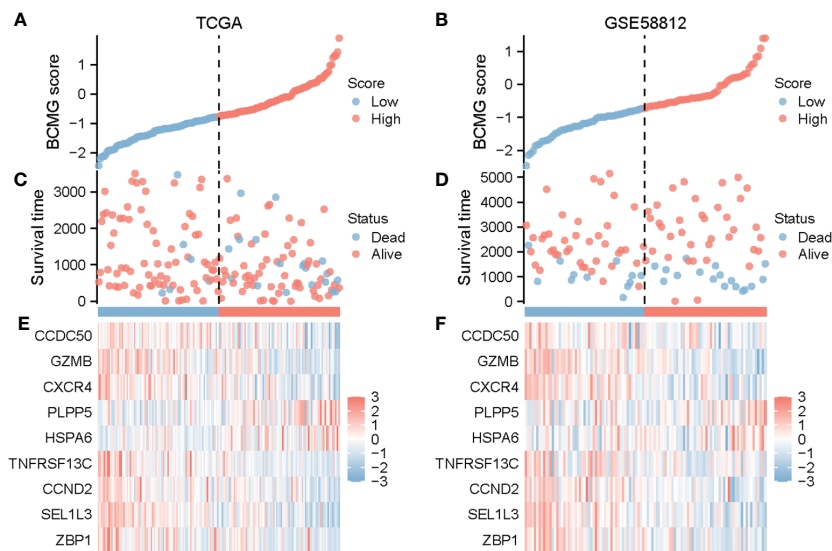 A
TCGA
BCMG score
1
0
−1
−2
Score
Low
High
B
GSE58812
BCMG score
1
0
−1
−2
Score
Low
High
C
Survival time
3000
2000
1000
0
Status
Dead
Alive
D
Survival time
5000
4000
3000
2000
1000
0
Status
Dead
Alive
E
CCDC50
GZMB
CXCR4
PLPP5
HSPA6
TNFRSF13C
CCND2
SEL1L3
ZBP1
3
2
1
0
−1
−2
−3
F
CCDC50
GZMB
CXCR4
PLPP5
HSPA6
TNFRSF13C
CCND2
SEL1L3
ZBP1
3
2
1
0
−1
−2
−3